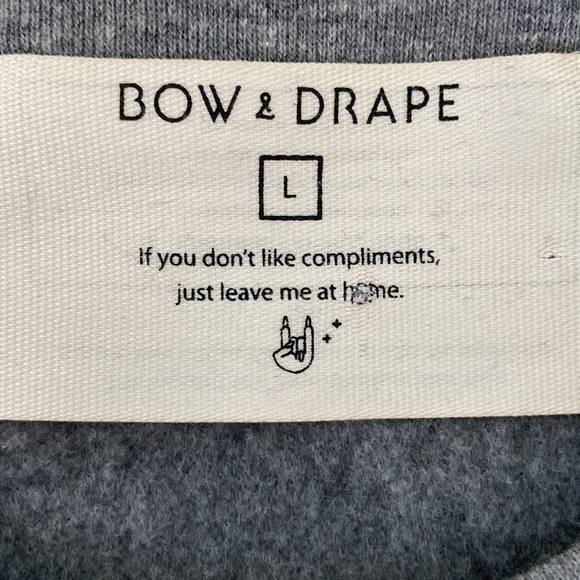 BOW & DRAPE
L
If you don't like compliments,
just leave me at home.